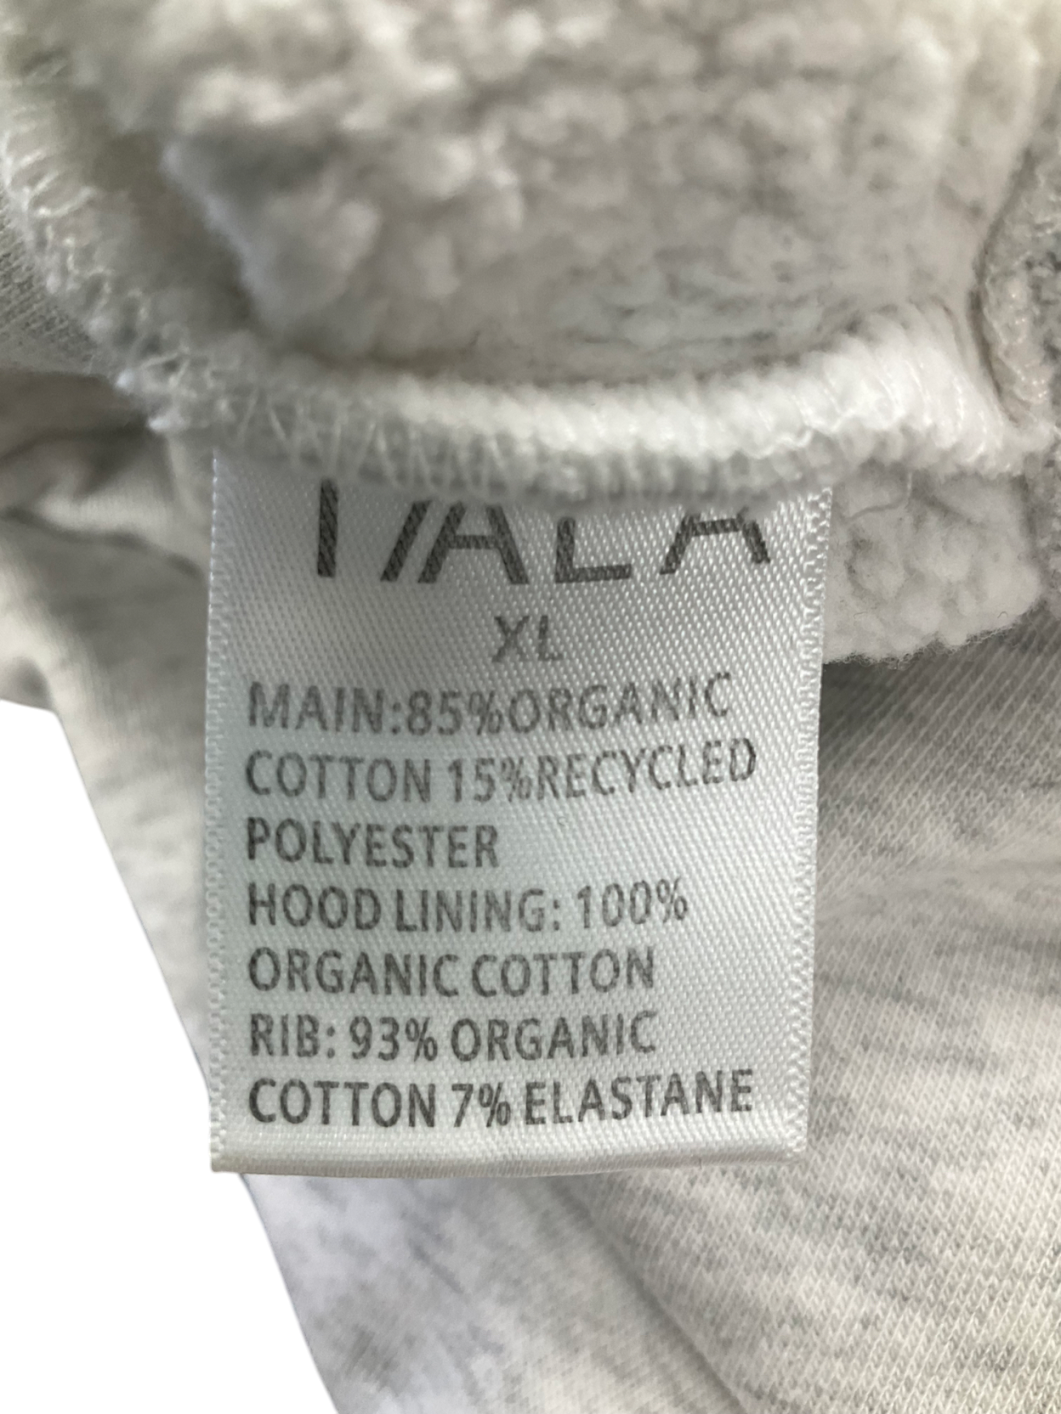 TALA
XL
MAIN:85%ORGANIC
COTTON 15%RECYCLED
POLYESTER
HOOD LINING: 100%
ORGANIC COTTON
RIB: 93% ORGANIC
COTTON 7% ELASTANE